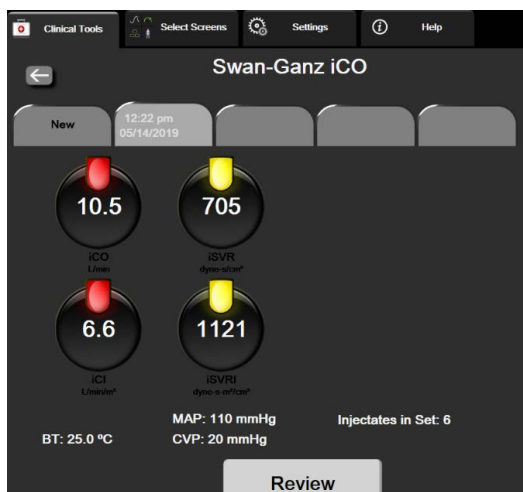 Clinical Tools
Select Screens
Settings
Help
Swan-Ganz iCO
New
12:22 pm
05/14/2019
10.5
705
iCO
L/min
iSVR
dyne-s/cm⁵
6.6
1121
iCI
L/min/m²
iSVRI
dyne-s-m²/cm⁵
MAP: 110 mmHg
Injectates in Set: 6
BT: 25.0 ºC
CVP: 20 mmHg
Review